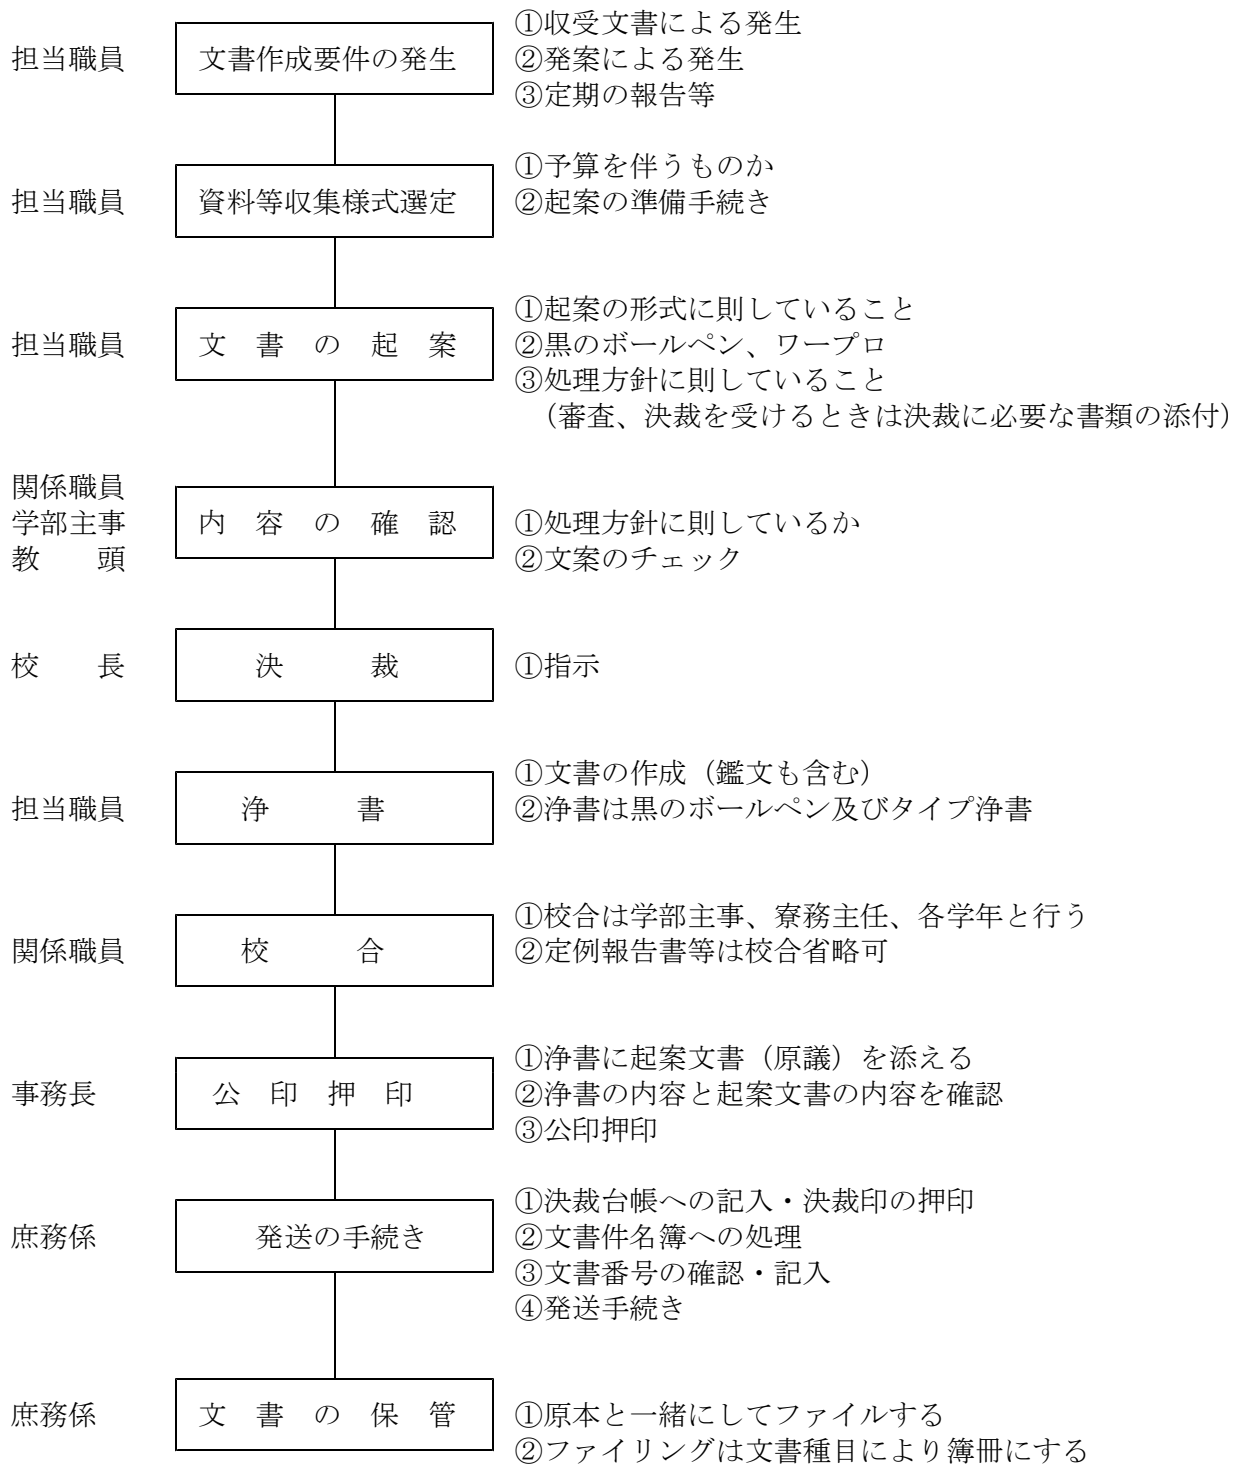 ①収受文書による発生
担当職員 文書作成要件の発生 ②発案による発生
③定期の報告等
①予算を伴うものか
担当職員 資料等収集様式選定 ②起案の準備手続き
①起案の形式に則していること
担当職員 文書の起案 ②黒のボールペン、ワープロ
③処理方針に則していること
（審査、決裁を受けるときは決裁に必要な書類の添付）
関係職員
学部主事 内容の確認 ①処理方針に則しているか
教頭 ②文案のチェック
校長 決裁 ①指示
①文書の作成（鑑文も含む）
担当職員 浄書 ②浄書は黒のボールペン及びタイプ浄書
①校合は学部主事、寮務主任、各学年と行う
関係職員 校合 ②定例報告書等は校合省略可
①浄書に起案文書（原議）を添える
事務長 公印押印 ②浄書の内容と起案文書の内容を確認
③公印押印
①決裁台帳への記入・決裁印の押印
庶務係 発送の手続き ②文書件名簿への処理
③文書番号の確認・記入
④発送手続き
庶務係 文書の保管 ①原本と一緒にしてファイルする
②ファイリングは文書種目により簿冊にする